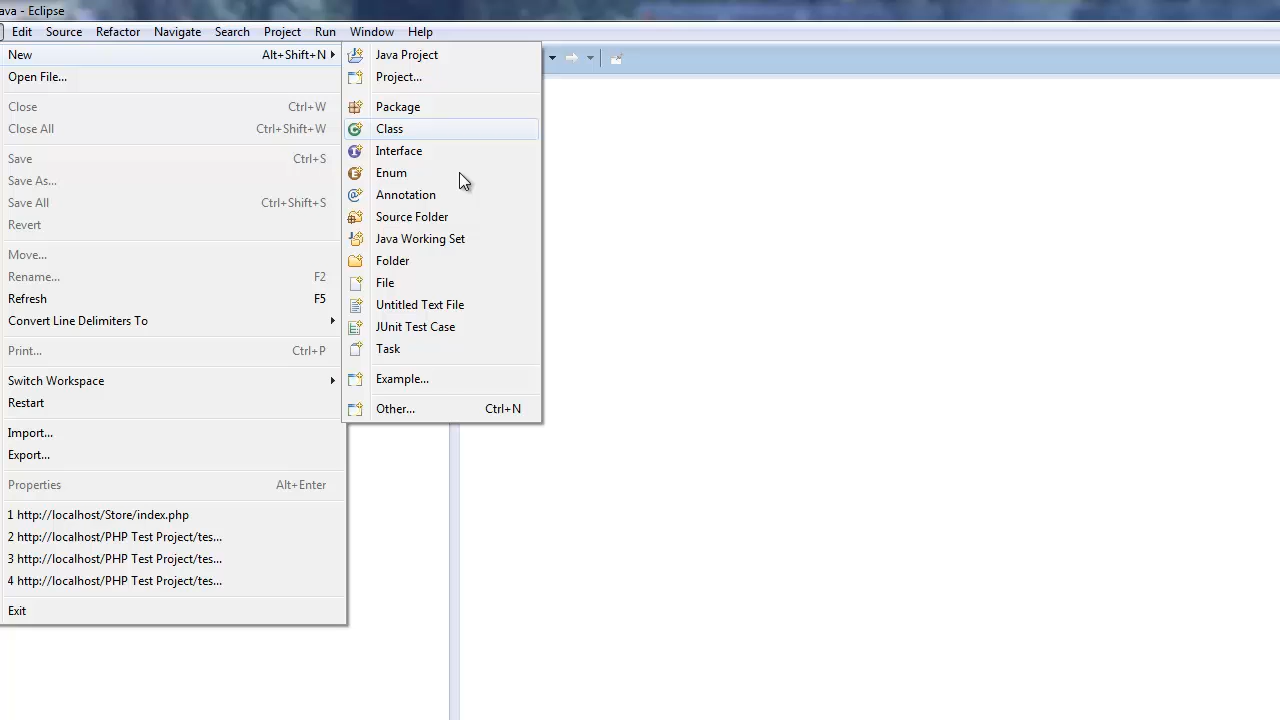 ava - Eclipse
Edit Source Refactor Navigate Search Project Run Window Help
New Alt+Shift+N
Open File...
Close Ctrl+W
Close All Ctrl+Shift+W
Save Ctrl+S
Save As...
Save All Ctrl+Shift+S
Revert
Move...
Rename... F2
Refresh F5
Convert Line Delimiters To
Print... Ctrl+P
Switch Workspace
Restart
Import...
Export...
Properties Alt+Enter
1 http://localhost/Store/index.php
2 http://localhost/PHP Test Project/tes...
3 http://localhost/PHP Test Project/tes...
4 http://localhost/PHP Test Project/tes...
Exit
Java Project
Project...
Package
Class
Interface
Enum
Annotation
Source Folder
Java Working Set
Folder
File
Untitled Text File
JUnit Test Case
Task
Example...
Other... Ctrl+N